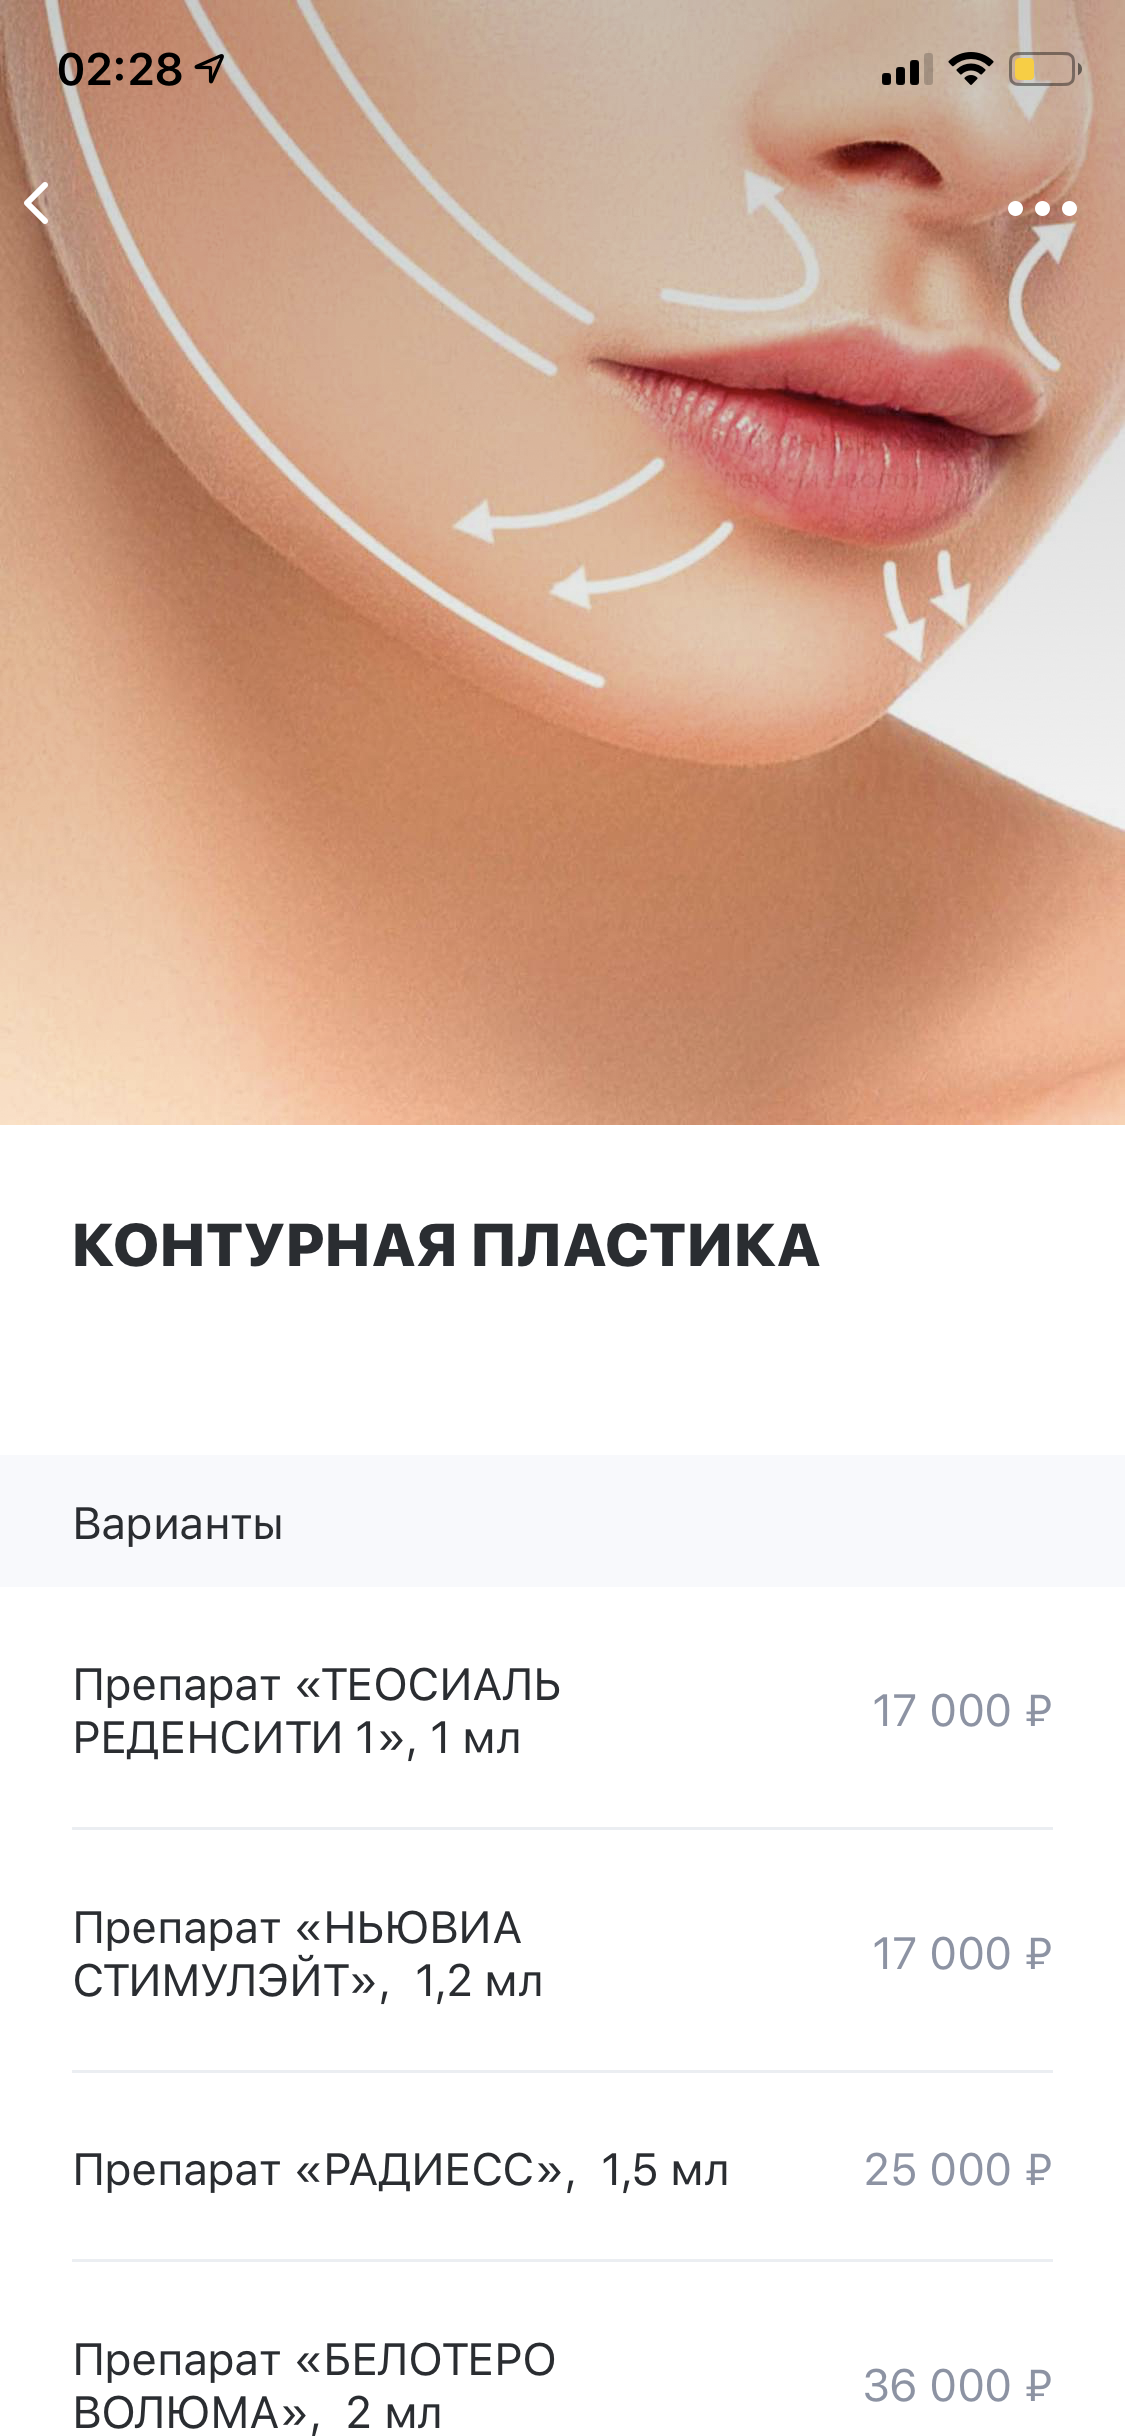 02:28
КОНТУРНАЯ ПЛАСТИКА
Варианты
Препарат «ТЕОСИАЛЬ
РЕДЕНСИТИ 1», 1 мл
17 000 ₽
Препарат «НЬЮВИА
СТИМУЛЭЙТ», 1,2 мл
17 000 ₽
Препарат «РАДИЕСС», 1,5 мл
25 000 ₽
Препарат «БЕЛОТЕРО
ВОЛЮМА», 2 мл
36 000 ₽